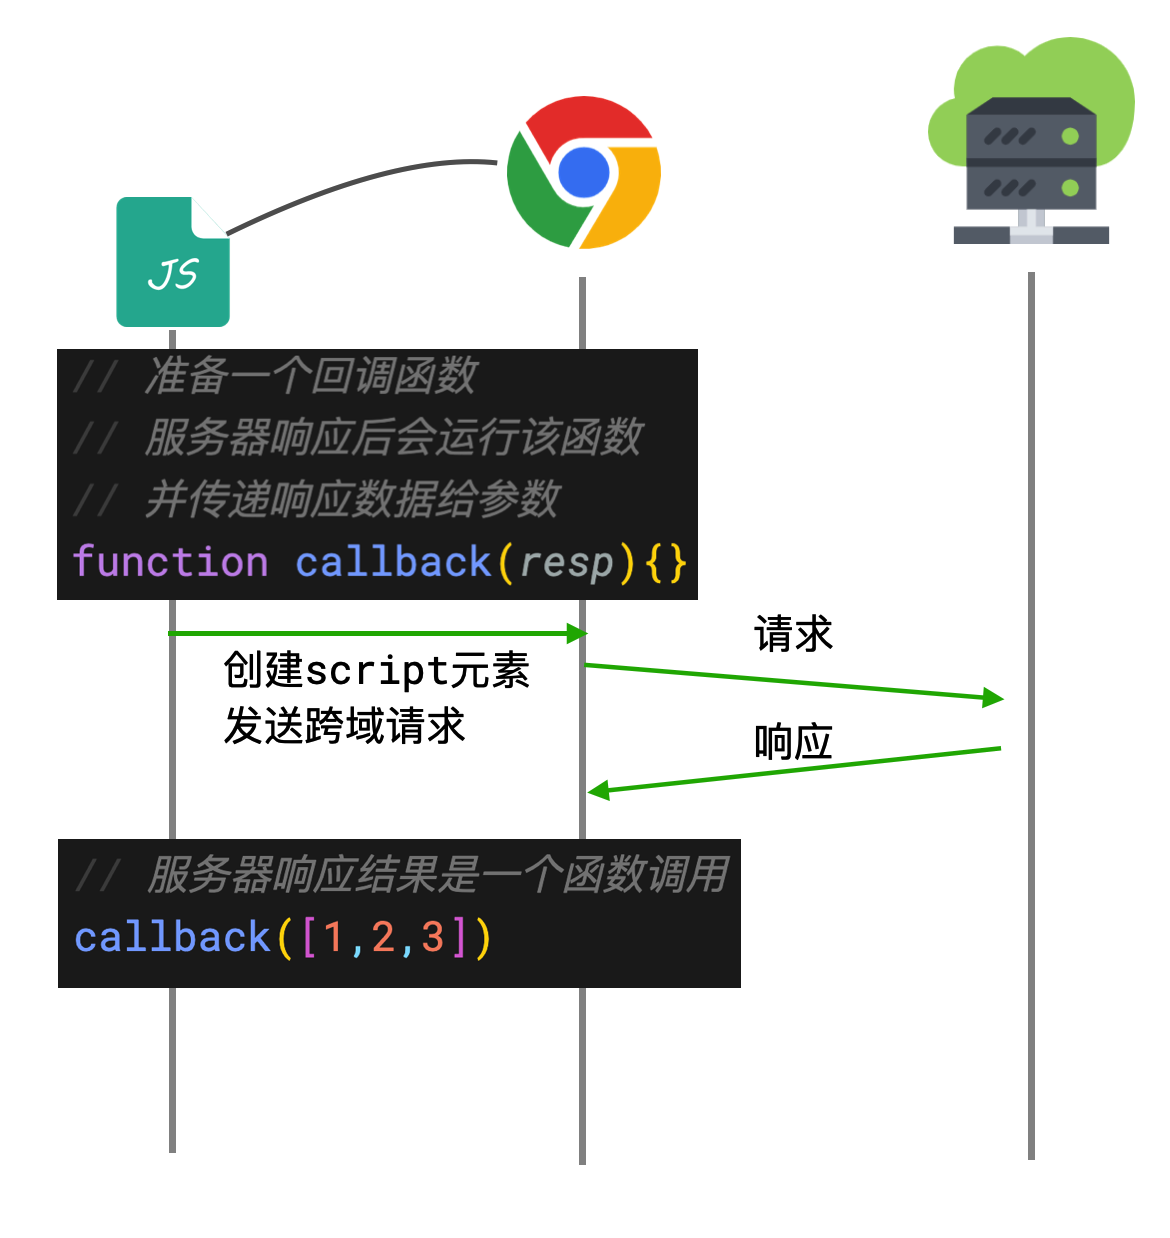 JS
// 准备一个回调函数
// 服务器响应后会运行该函数
// 并传递响应数据给参数
function callback(resp){}
请求
创建script元素
发送跨域请求
响应
// 服务器响应结果是一个函数调用
callback([1,2,3])